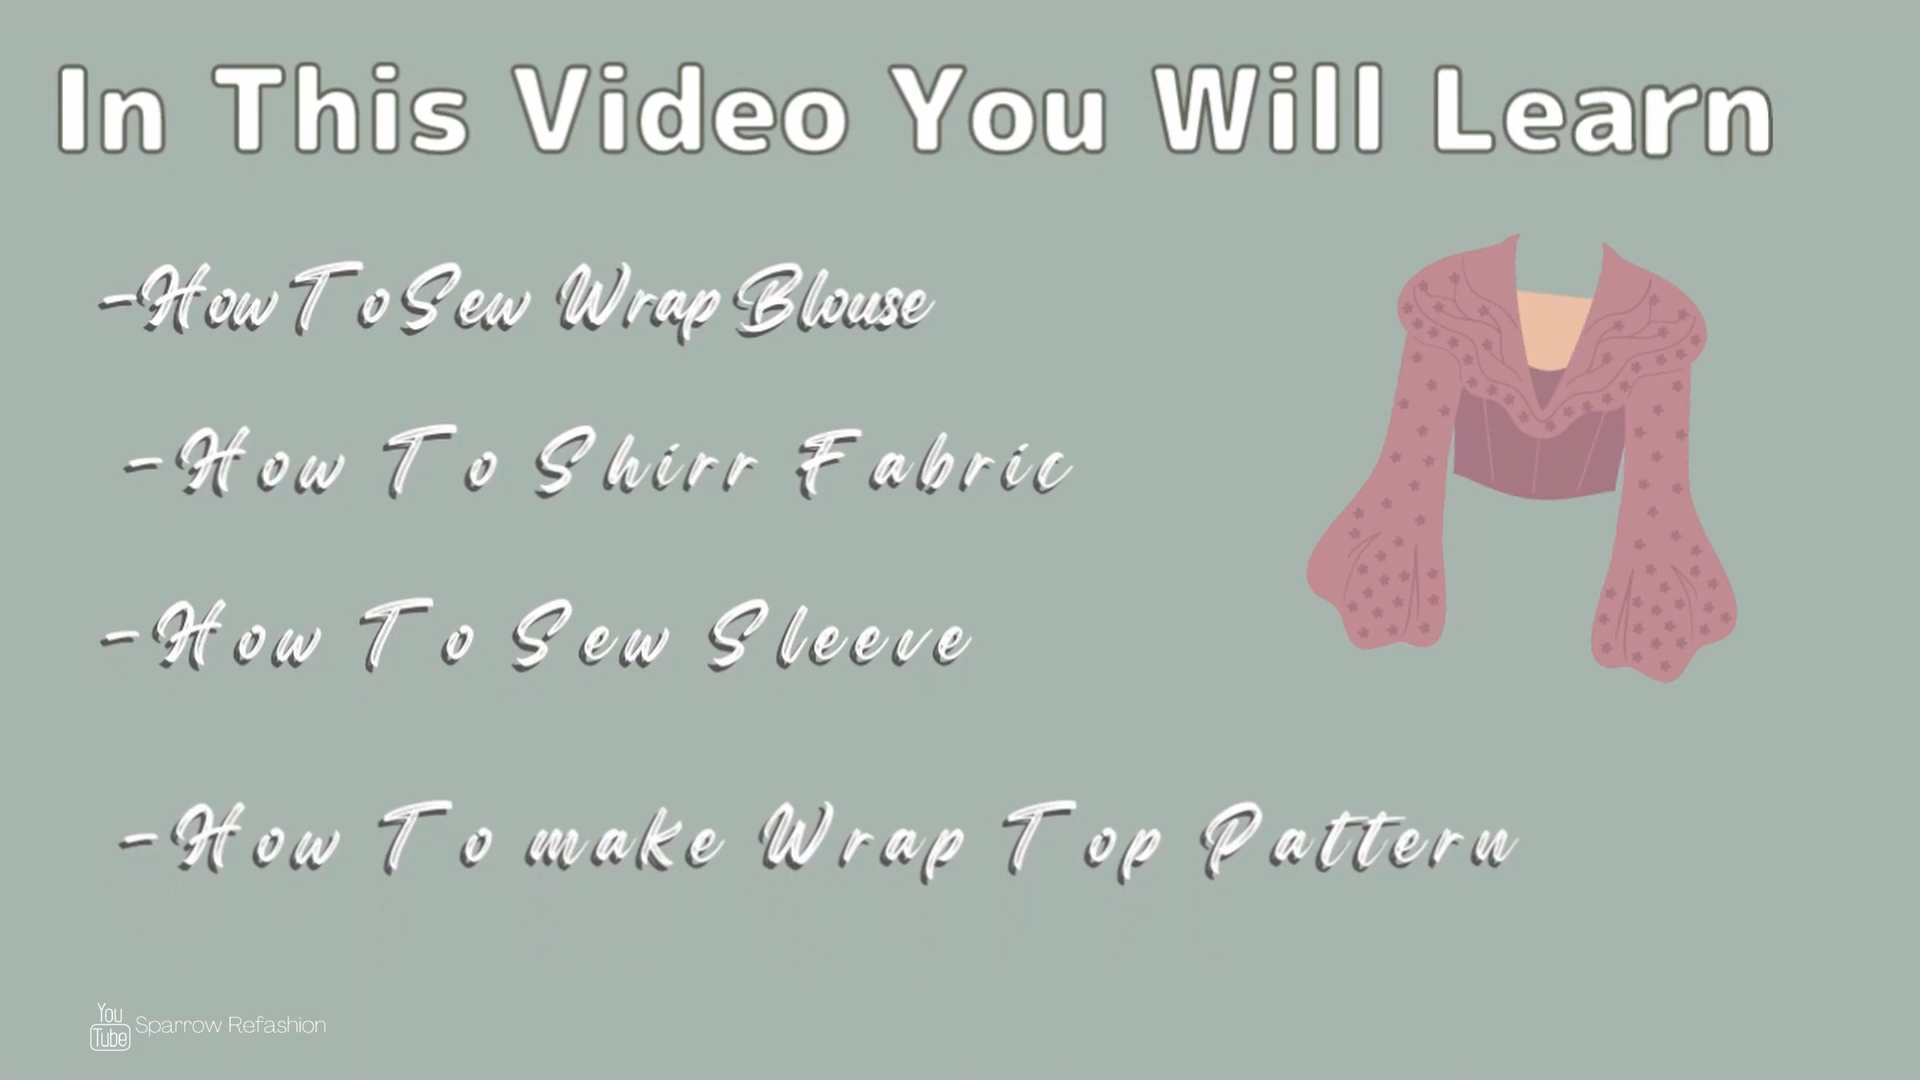 In This Video You Will Learn
-How To Sew Wrap Blouse
-How To Shirr Fabric
-How To Sew Sleeve
-How To make Wrap Top Pattern
You
Tube Sparrow Refashion